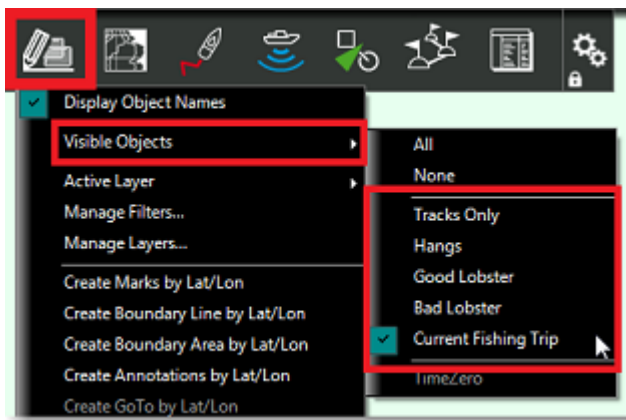 Display Object Names
Visible Objects
Active Layer
Manage Filters...
Manage Layers...
Create Marks by Lat/Lon
Create Boundary Line by Lat/Lon
Create Boundary Area by Lat/Lon
Create Annotations by Lat/Lon
Create GoTo by Lat/Lon
All
None
Tracks Only
Hangs
Good Lobster
Bad Lobster
Current Fishing Trip
TimeZero